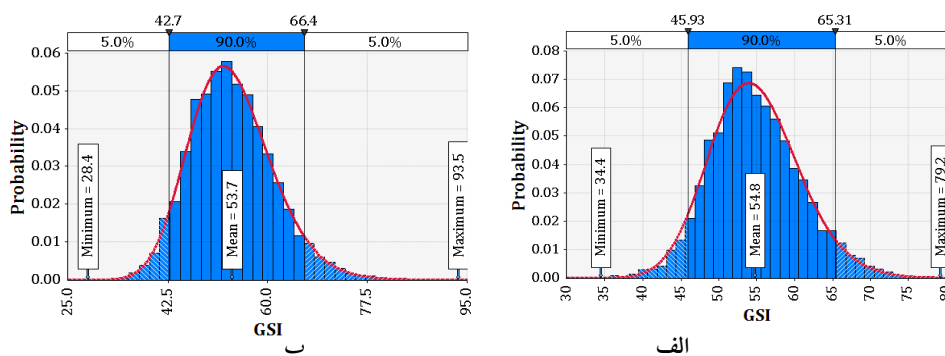 42.7 66.4
5.0% 90.0% 5.0%
0.06
0.05
0.04
0.03
0.02
0.01
0.00
Probability
Minimum = 28.4
Mean = 53.7
Maximum = 93.5
25.0 42.5 60.0 77.5 95.0
GSI
ب
45.93 65.31
5.0% 90.0% 5.0%
0.08
0.07
0.06
0.05
0.04
0.03
0.02
0.01
0.00
Probability
Minimum = 34.4
Mean = 54.8
Maximum = 79.2
30 35 40 45 50 55 60 65 70 75
GSI
الف